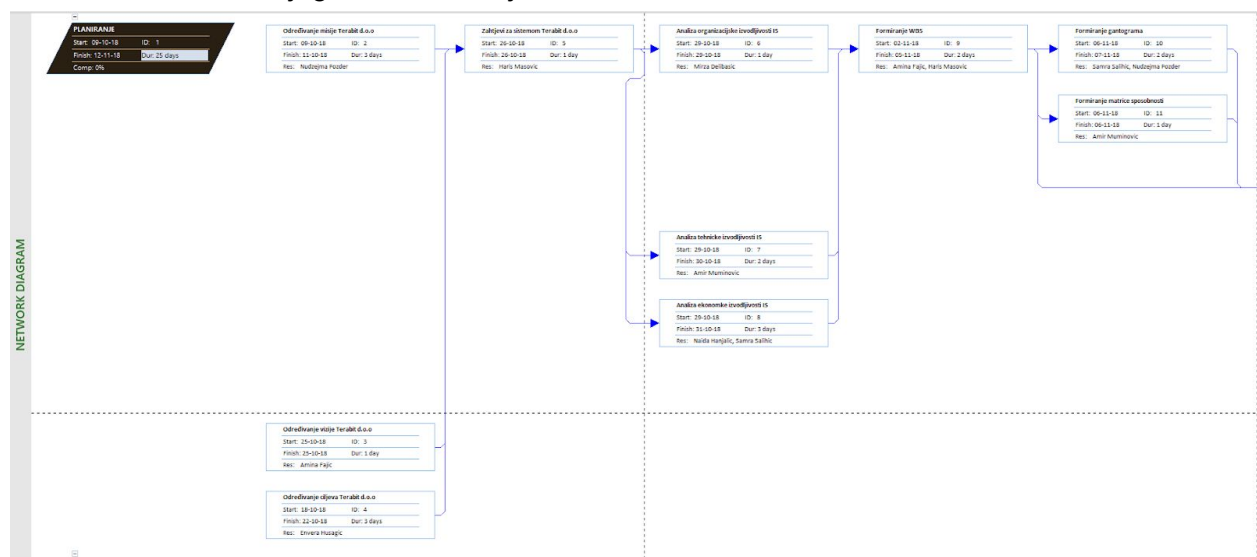 PLANIRANJE
Start: 09-10-18 ID: 1
Finish: 12-11-18 Dur: 25 days
Comp: 0%
Određivanje misije Terabit d.o.o
Start: 09-10-18 ID: 2
Finish: 11-10-18 Dur: 3 days
Res: Nudzejma Fozder
Zahtjevi za sistemom Terabit d.o.o
Start: 26-10-18 ID: 5
Finish: 26-10-18 Dur: 1 day
Res: Haris Masovic
Analiza organizacijske izvodljivosti IS
Start: 29-10-18 ID: 6
Finish: 29-10-18 Dur: 1 day
Res: Mirza Delibasic
Formiranje WBS
Start: 02-11-18 ID: 9
Finish: 05-11-18 Dur: 2 days
Res: Amina Fajic, Haris Masovic
Formiranje gantograma
Start: 06-11-18 ID: 10
Finish: 07-11-18 Dur: 2 days
Res: Samra Salihic, Nudzejma Fozder
Formiranje matrice sposobnosti
Start: 06-11-18 ID: 11
Finish: 06-11-18 Dur: 1 day
Res: Amir Muminovic
NETWORK DIAGRAM
Analiza tehnicke izvodljivosti IS
Start: 29-10-18 ID: 7
Finish: 30-10-18 Dur: 2 days
Res: Amir Muminovic
Analiza ekonomske izvodljivosti IS
Start: 29-10-18 ID: 8
Finish: 31-10-18 Dur: 3 days
Res: Naida Hanjalic, Samra Salihic
Određivanje vizije Terabit d.o.o
Start: 25-10-18 ID: 3
Finish: 25-10-18 Dur: 1 day
Res: Amina Fajic
Određivanje ciljeva Terabit d.o.o
Start: 18-10-18 ID: 4
Finish: 22-10-18 Dur: 3 days
Res: Envera Husagic